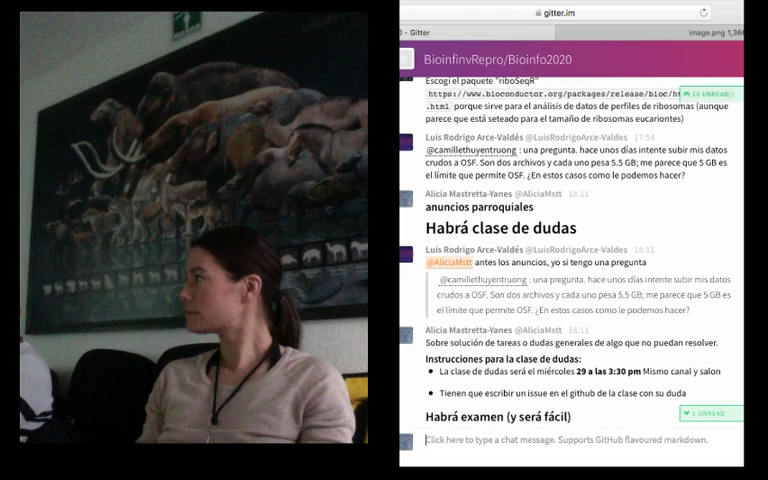 gitter.im
- Gitter
image.png 1,36
BioinfinvRepro/Bioinfo2020
Escogí el paquete "riboSeqR"
https://www.bioconductor.org/packages/release/bioc/ht
UNREAD
.html porque sirve para el análisis de datos de perfiles de ribosomas (aunque
parece que está seteado para el tamaño de ribosomas eucariontes)
Luis Rodrigo Arce-Valdés @LuisRodrigoArce-Valdes 17:54
@camillethuyentruong : una pregunta. hace unos días intente subir mis datos
crudos a OSF. Son dos archivos y cada uno pesa 5.5 GB; me parece que 5 GB es
el límite que permite OSF. ¿En estos casos como le podemos hacer?
Alicia Mastretta-Yanes @AliciaMstt 18:11
anuncios parroquiales
Habrá clase de dudas
Luis Rodrigo Arce-Valdés @LuisRodrigoArce-Valdes 18:11
@AliciaMstt antes los anuncios, yo si tengo una pregunta
@camillethuyentruong : una pregunta. hace unos días intente subir mis datos
crudos a OSF. Son dos archivos y cada uno pesa 5.5 GB; me parece que 5 GB es
el límite que permite OSF. ¿En estos casos como le podemos hacer?
Alicia Mastretta-Yanes @AliciaMstt 18:11
Sobre solución de tareas o dudas generales de algo que no puedan resolver.
Instrucciones para la clase de dudas:
• La clase de dudas será el miércoles 29 a las 3:30 pm Mismo canal y salon
• Tienen que escribir un issue en el github de la clase con su duda
Habrá examen (y será fácil)
1 UNREAD
Click here to type a chat message. Supports GitHub flavoured markdown.